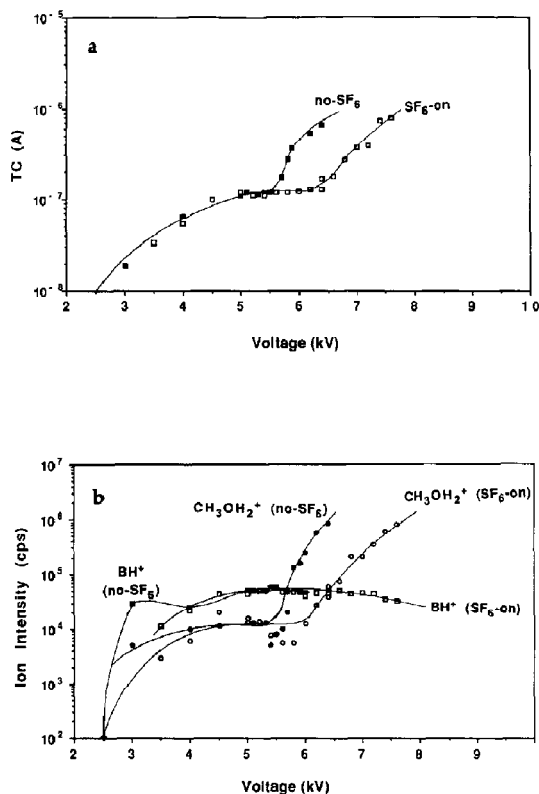 a
10⁻⁵
10⁻⁶
10⁻⁷
10⁻⁸
TC (A)
no-SF₆
SF₆-on
2 3 4 5 6 7 8 9 10
Voltage (kV)
b
10⁷
10⁶
10⁵
10⁴
10³
10²
Ion Intensity (cps)
CH₃OH₂⁺ (no-SF₆)
CH₃OH₂⁺ (SF₆-on)
BH⁺
(no-SF₆)
BH⁺ (SF₆-on)
2 3 4 5 6 7 8 9
Voltage (kV)